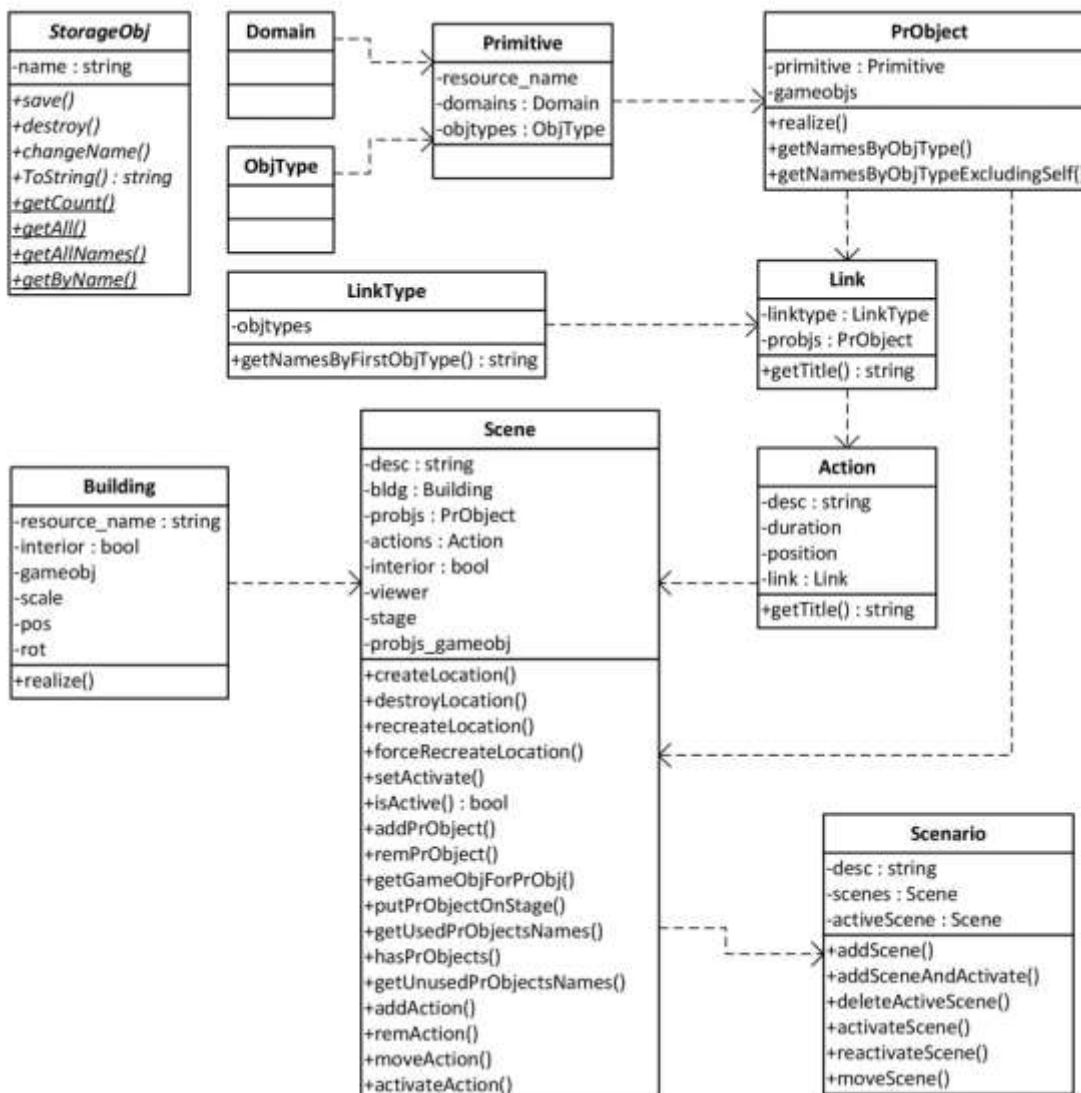 StorageObj
-name : string
+save()
+destroy()
+changeName()
+ToString() : string
+getCount()
+getAll()
+getAllNames()
+getByName()
Domain
ObjType
Primitive
-resource_name
-domains : Domain
-objtypes : ObjType
PrObject
-primitive : Primitive
-gameobjs
+realize()
+getNamesByObjType()
+getNamesByObjTypeExcludingSelf()
LinkType
-objtypes
+getNamesByFirstObjType() : string
Link
-linktype : LinkType
-probjs : PrObject
+getTitle() : string
Building
-resource_name : string
-interior : bool
-gameobj
-scale
-pos
-rot
+realize()
Scene
-desc : string
-bldg : Building
-probjs : PrObject
-actions : Action
-interior : bool
-viewer
-stage
-probjs_gameobj
+createLocation()
+destroyLocation()
+recreateLocation()
+forceRecreateLocation()
+setActivate()
+isActive() : bool
+addPrObject()
+remPrObject()
+getGameObjForPrObj()
+putPrObjectOnStage()
+getUsedPrObjectsNames()
+hasPrObjects()
+getUnusedPrObjectsNames()
+addAction()
+remAction()
+moveAction()
+activateAction()
Action
-desc : string
-duration
-position
-link : Link
+getTitle() : string
Scenario
-desc : string
-scenes : Scene
-activeScene : Scene
+addScene()
+addSceneAndActivate()
+deleteActiveScene()
+activateScene()
+reactivateScene()
+moveScene()